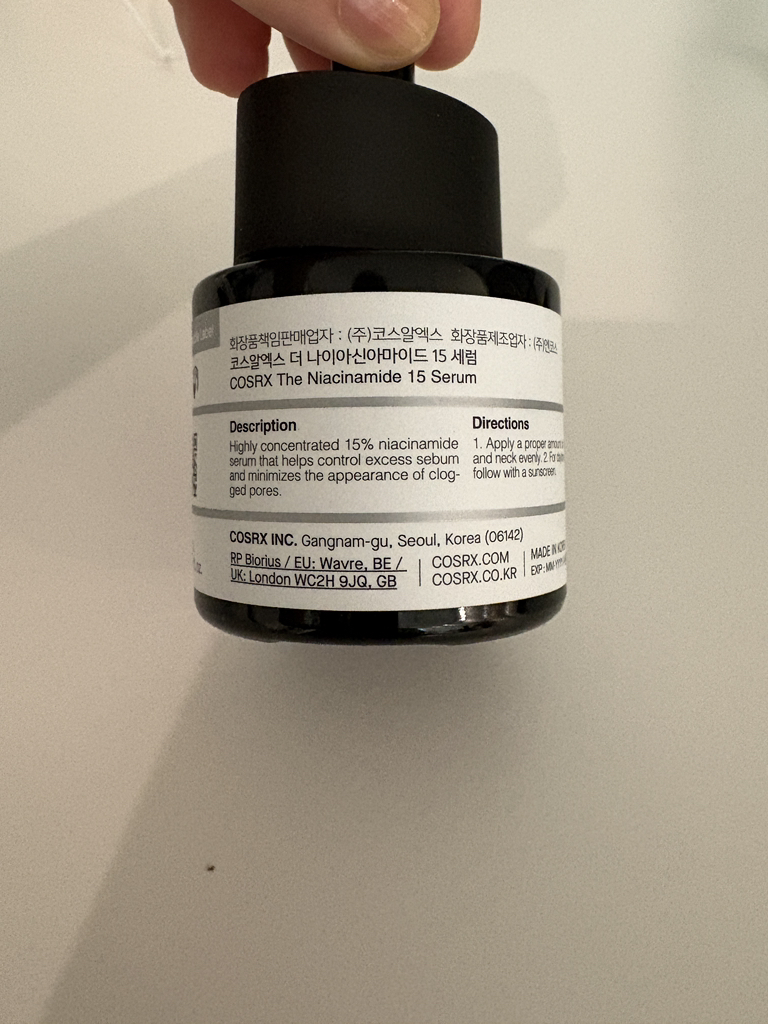 화장품책임판매업자 : (주)코스알엑스 화장품제조업자 : (주)엔코스
코스알엑스 더 나이아신아마이드 15 세럼
COSRX The Niacinamide 15 Serum
Description
Highly concentrated 15% niacinamide
serum that helps control excess sebum
and minimizes the appearance of clog-
ged pores.
Directions
1. Apply a proper amount
and neck evenly. 2. For
follow with a sunscreen.
COSRX INC. Gangnam-gu, Seoul, Korea (06142)
RP Biorius / EU: Wavre, BE /
UK: London WC2H 9JQ, GB
COSRX.COM
COSRX.CO.KR
MADE IN
EXP : MM-YYYY